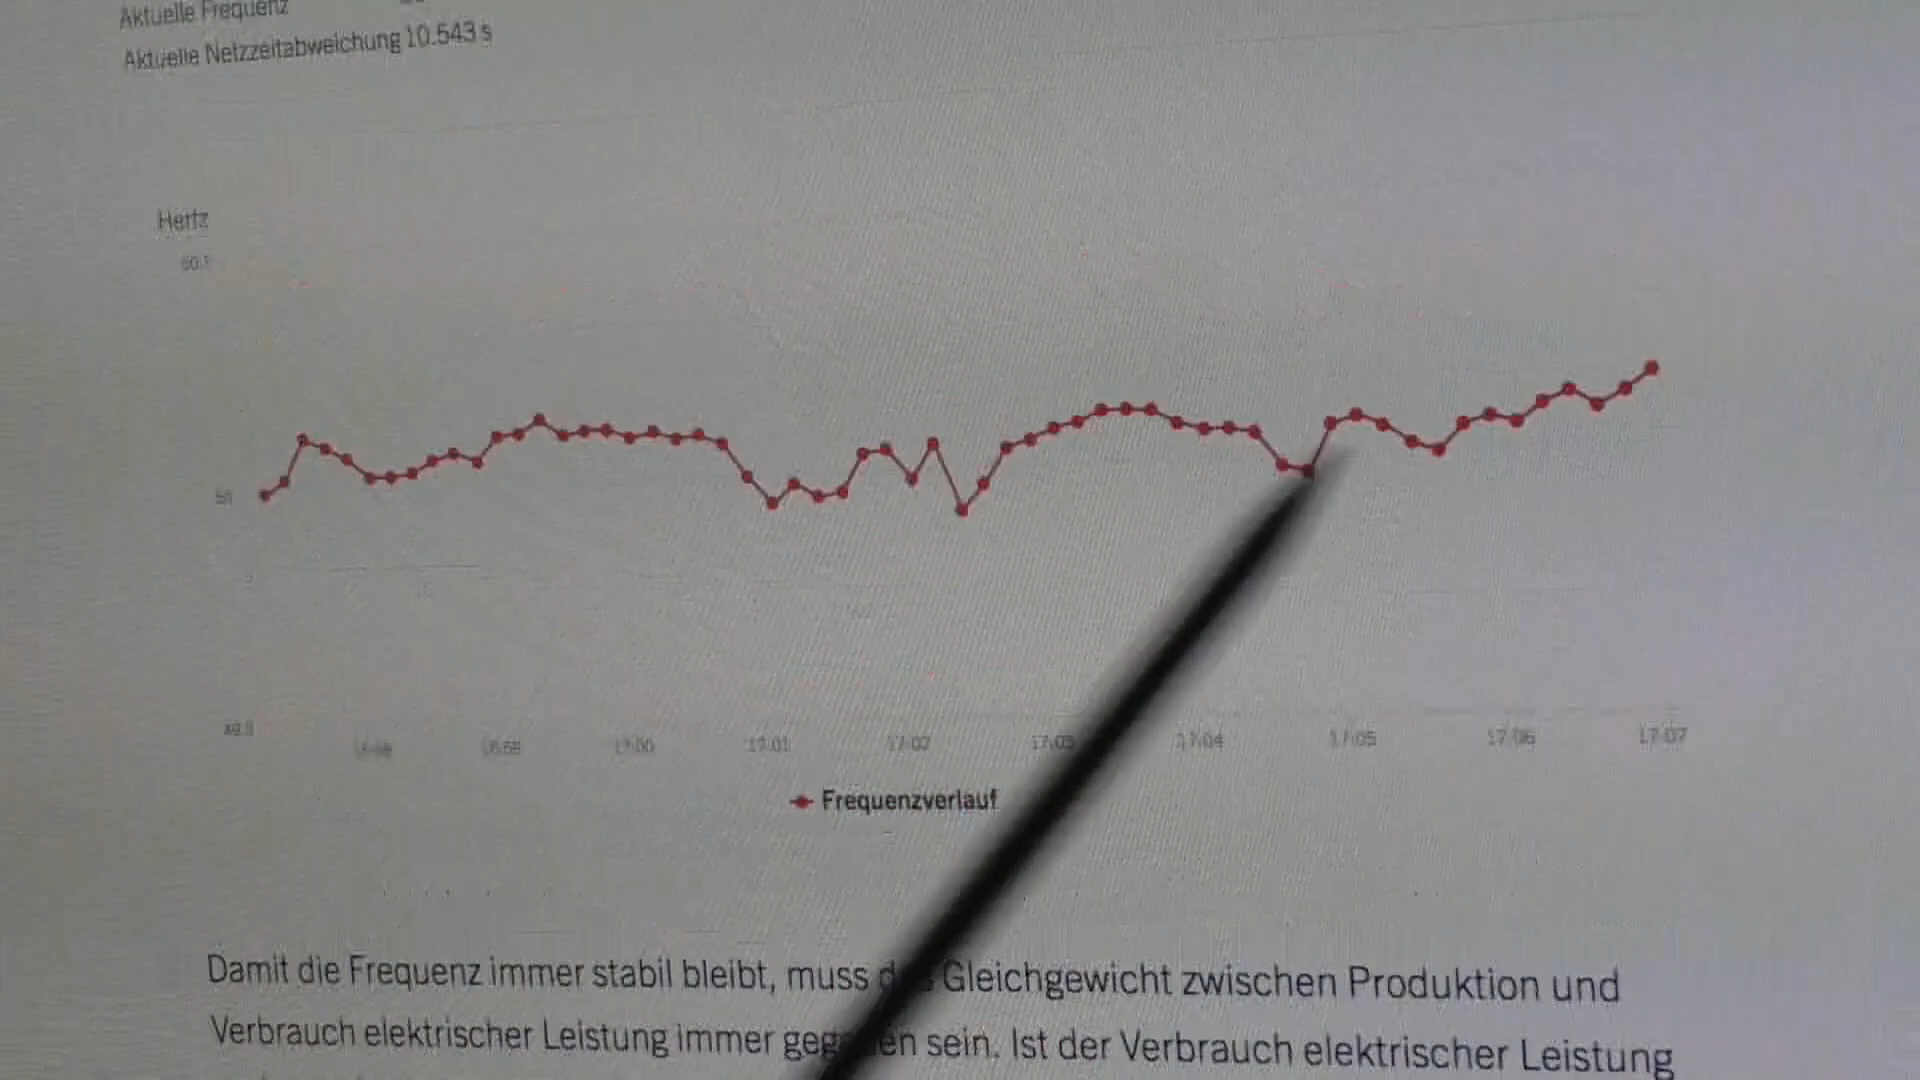 Aktuelle Frequenz
Aktuelle Netzzeitabweichung 10.543 s
Hertz
50
17:00 17:01 17:02 17:03 17:04 17:05 17:06 17:07
Frequenzverlauf
Damit die Frequenz immer stabil bleibt, muss Gleichgewicht zwischen Produktion und
Verbrauch elektrischer Leistung immer sein. Ist der Verbrauch elektrischer Leistung